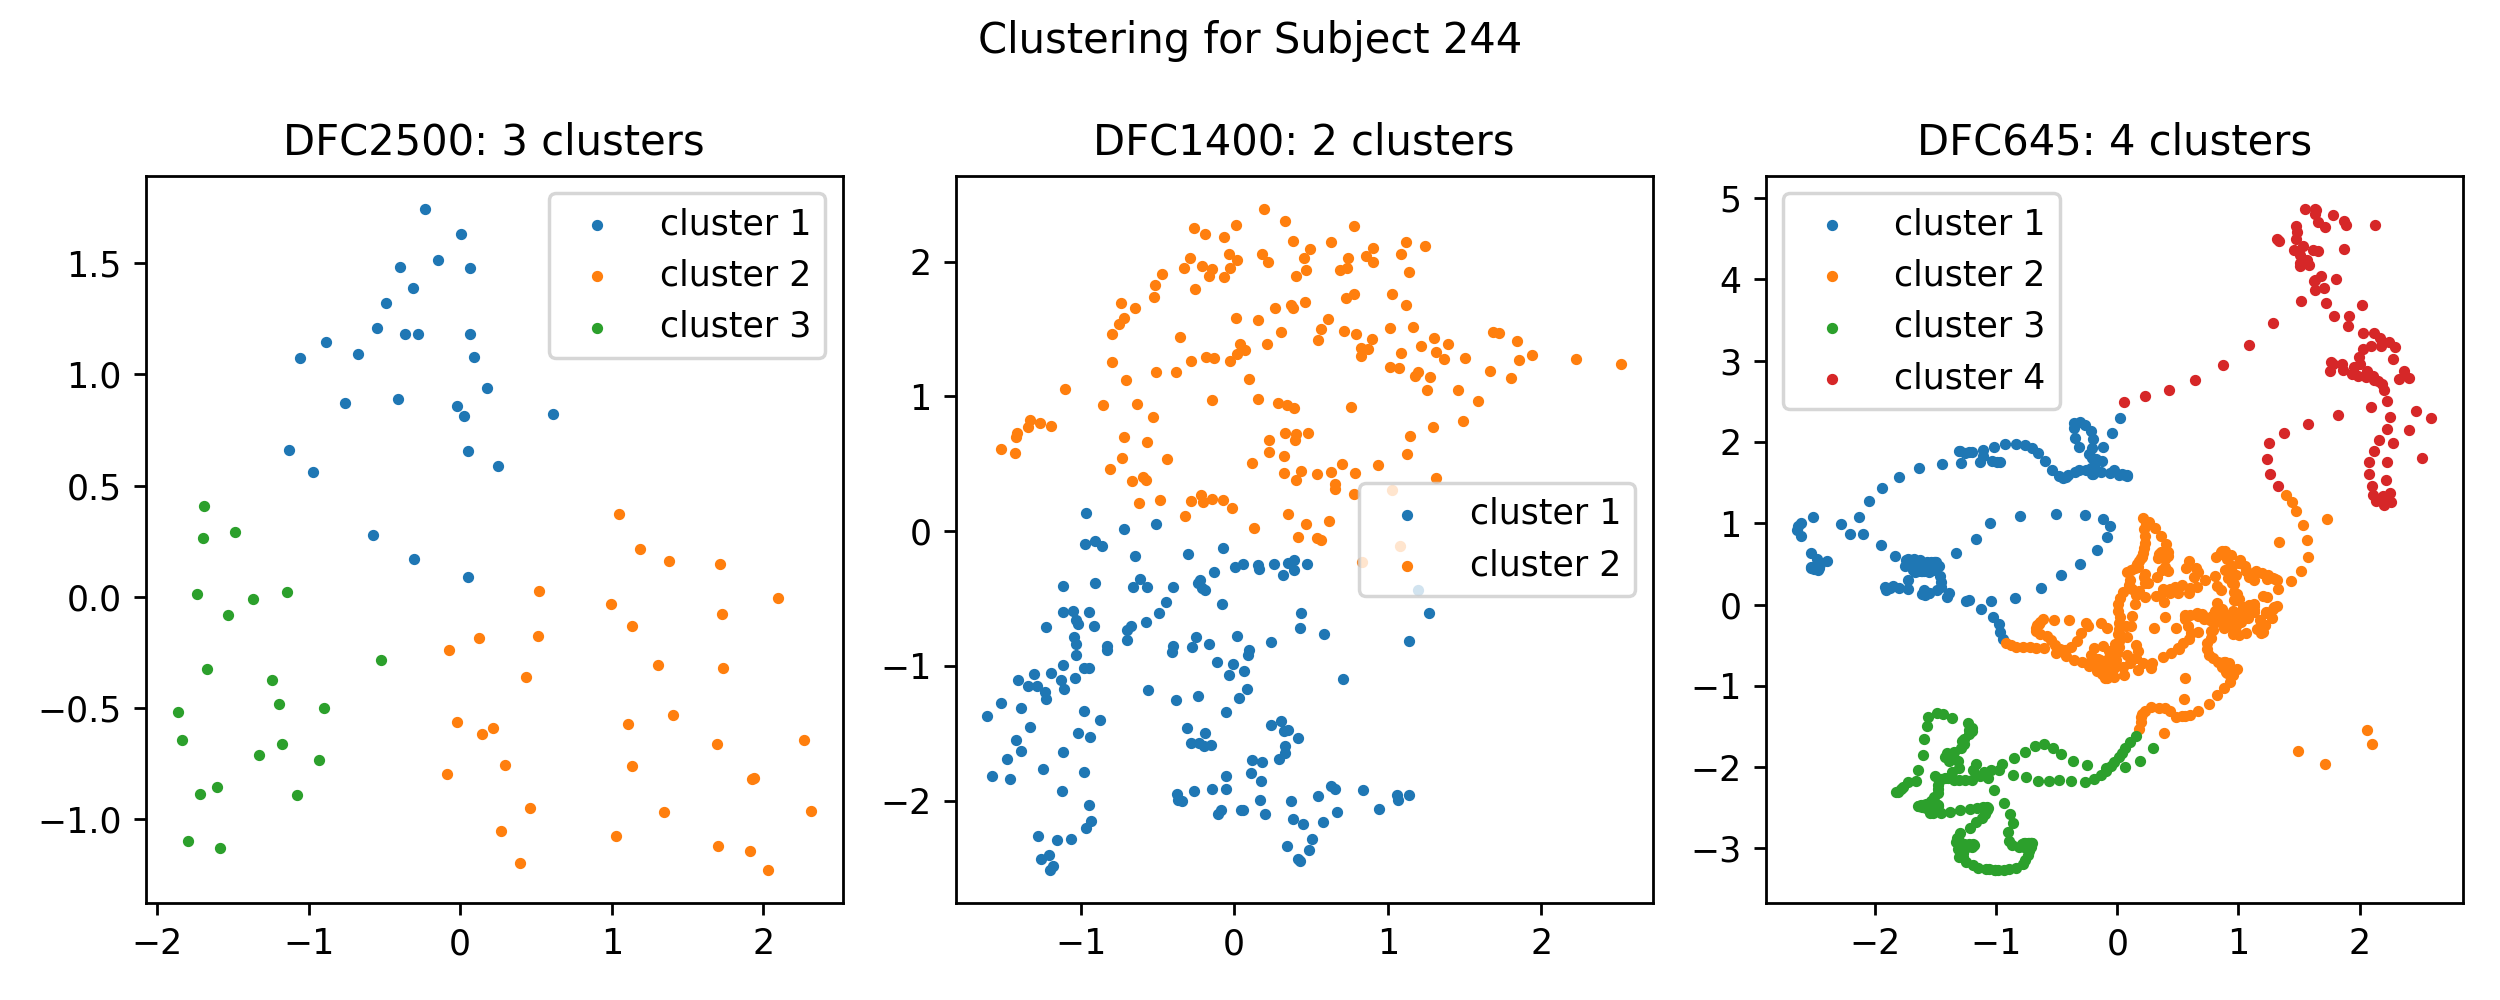 Clustering for Subject 244
DFC2500: 3 clusters
cluster 1
cluster 2
cluster 3
1.5
1.0
0.5
0.0
−0.5
−1.0
−2 −1 0 1 2
DFC1400: 2 clusters
cluster 1
cluster 2
2
1
0
−1
−2
−1 0 1 2
DFC645: 4 clusters
cluster 1
cluster 2
cluster 3
cluster 4
5
4
3
2
1
0
−1
−2
−3
−2 −1 0 1 2